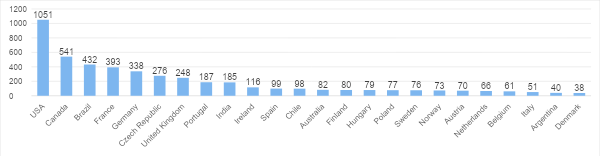 1200
1000
800
600
400
200
0
1051
541
432
393
338
276
248
187
185
116
99
98
82
80
79
77
76
73
70
66
61
51
40
38
USA
Canada
Brazil
France
Germany
Czech Republic
United Kingdom
Portugal
India
Ireland
Spain
Chile
Australia
Finland
Hungary
Poland
Sweden
Norway
Austria
Netherlands
Belgium
Italy
Argentina
Denmark